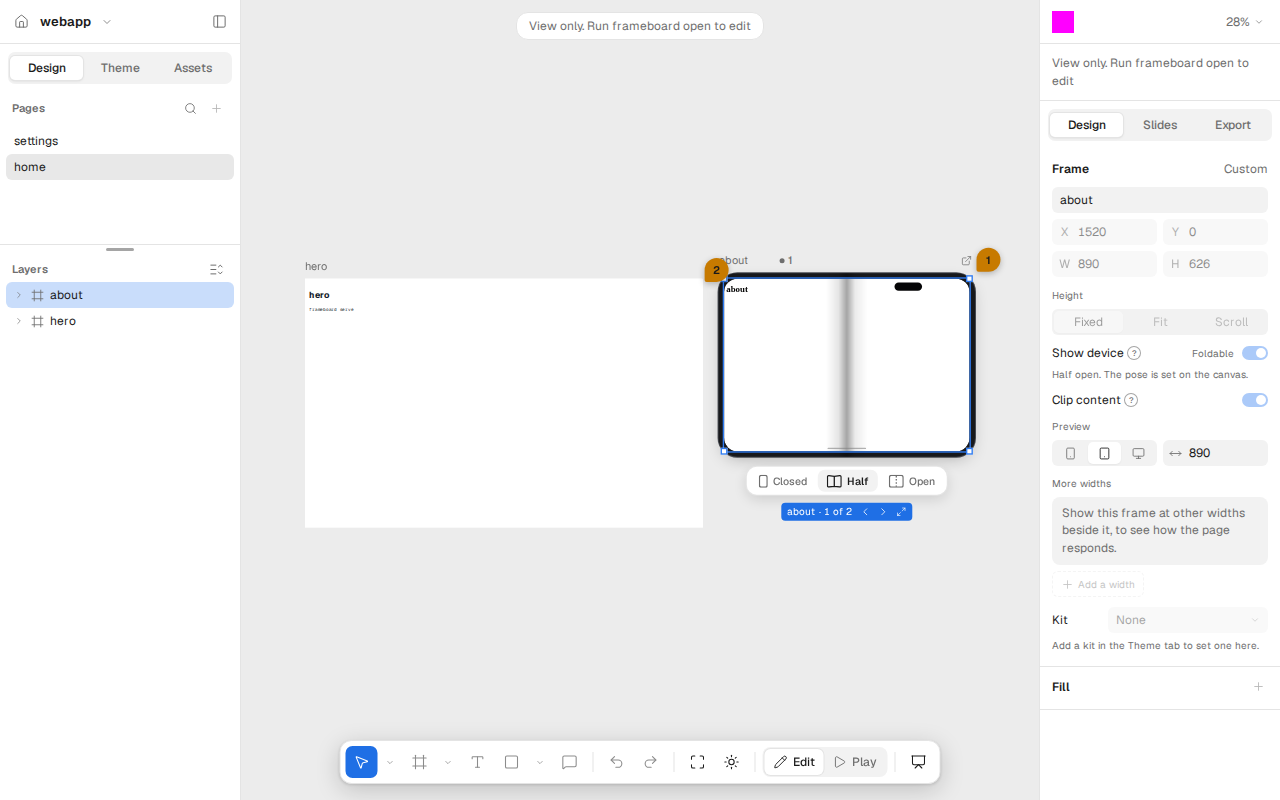 webapp
View only. Run frameboard open to edit
28%
View only. Run frameboard open to
edit
Design
Theme
Assets
Design
Slides
Export
Pages
settings
home
Frame
Custom
about
X 1520
Y 0
W 890
H 626
Layers
about
hero
hero
about
1
1
2
hero
frameboard serve
about
Height
Fixed
Fit
Scroll
Show device ?
Foldable
Half open. The pose is set on the canvas.
Clip content ?
Preview
890
More widths
Show this frame at other widths
beside it, to see how the page
responds.
Add a width
Closed
Half
Open
about · 1 of 2
Kit
None
Add a kit in the Theme tab to set one here.
Fill
Edit
Play